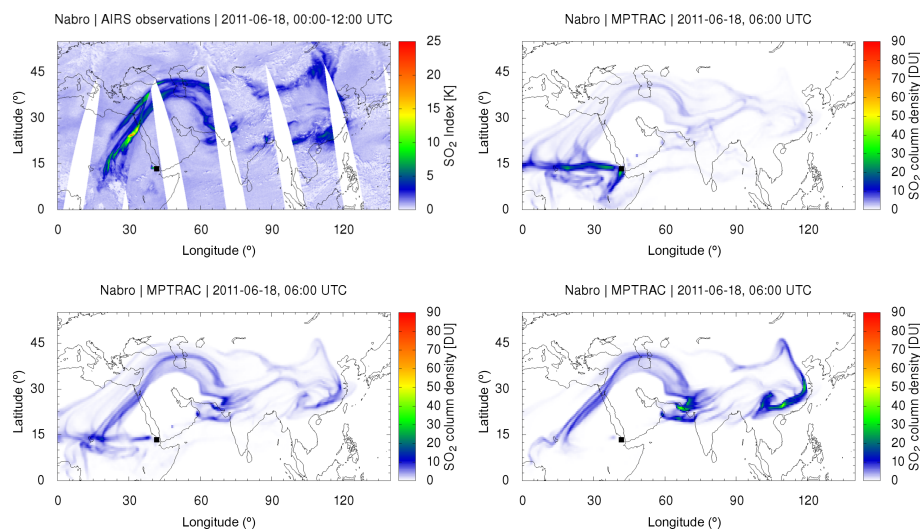 Nabro | AIRS observations | 2011-06-18, 00:00-12:00 UTC
Latitude (º)
45
30
15
0
0 30 60 90 120
Longitude (º)
25
20
15
10
5
0
SO₂ Index [K]
Nabro | MPTRAC | 2011-06-18, 06:00 UTC
Latitude (º)
45
30
15
0
0 30 60 90 120
Longitude (º)
90
80
70
60
50
40
30
20
10
0
SO₂ column density [DU]
Nabro | MPTRAC | 2011-06-18, 06:00 UTC
Latitude (º)
45
30
15
0
0 30 60 90 120
Longitude (º)
90
80
70
60
50
40
30
20
10
0
SO₂ column density [DU]
Nabro | MPTRAC | 2011-06-18, 06:00 UTC
Latitude (º)
45
30
15
0
0 30 60 90 120
Longitude (º)
90
80
70
60
50
40
30
20
10
0
SO₂ column density [DU]